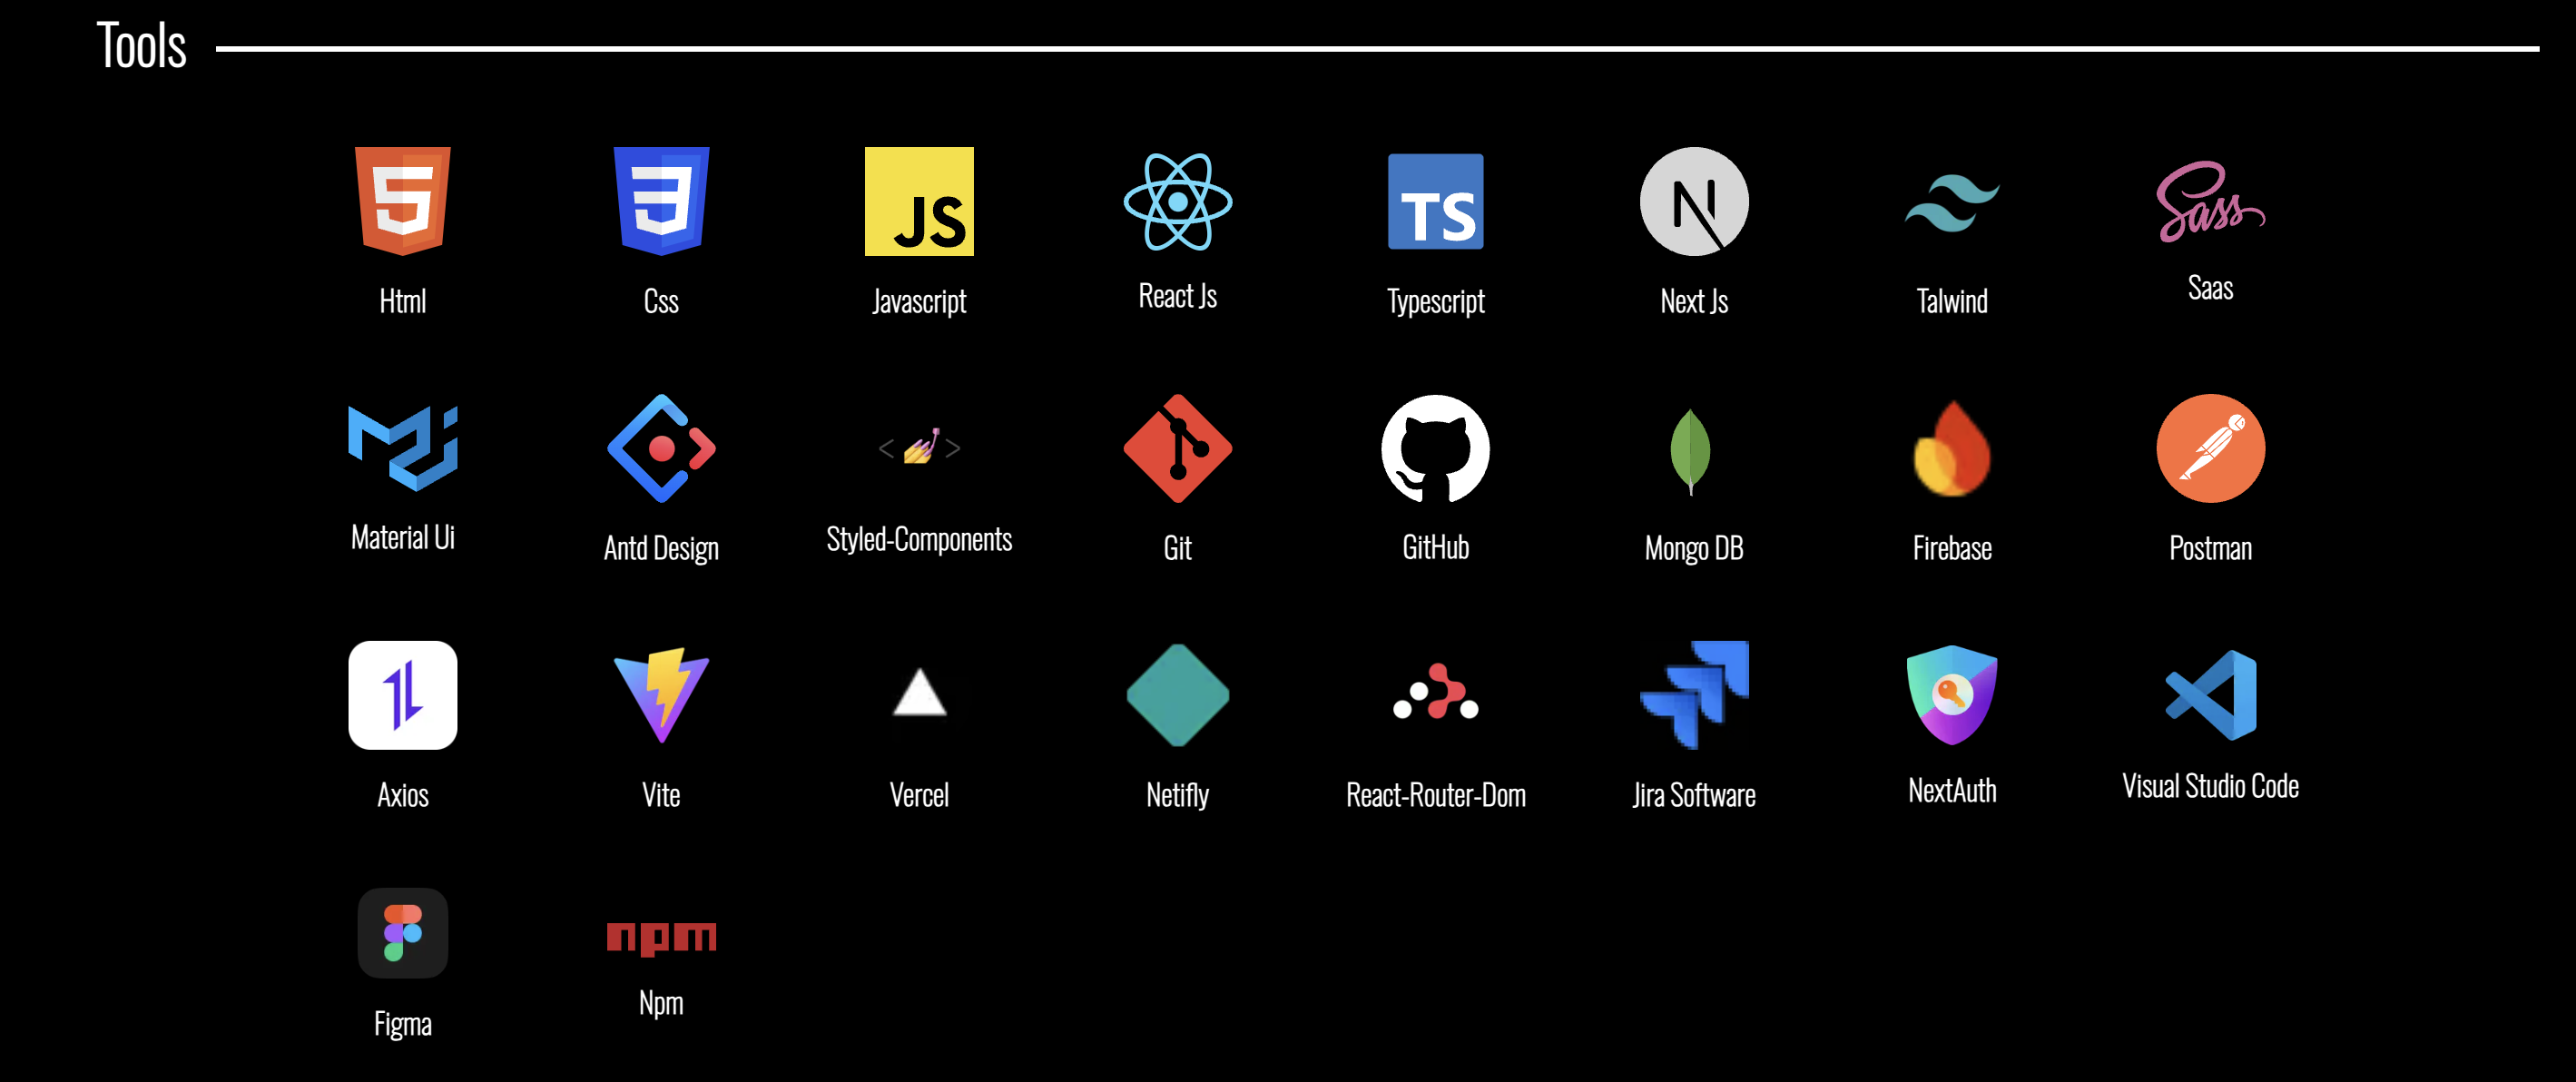 Tools
JS
TS
N
Sass
Html
Css
Javascript
React Js
Typescript
Next Js
Talwind
Saas
Material Ui
Antd Design
Styled-Components
Git
GitHub
Mongo DB
Firebase
Postman
Axios
Vite
Vercel
Netifly
React-Router-Dom
Jira Software
NextAuth
Visual Studio Code
npm
Figma
Npm